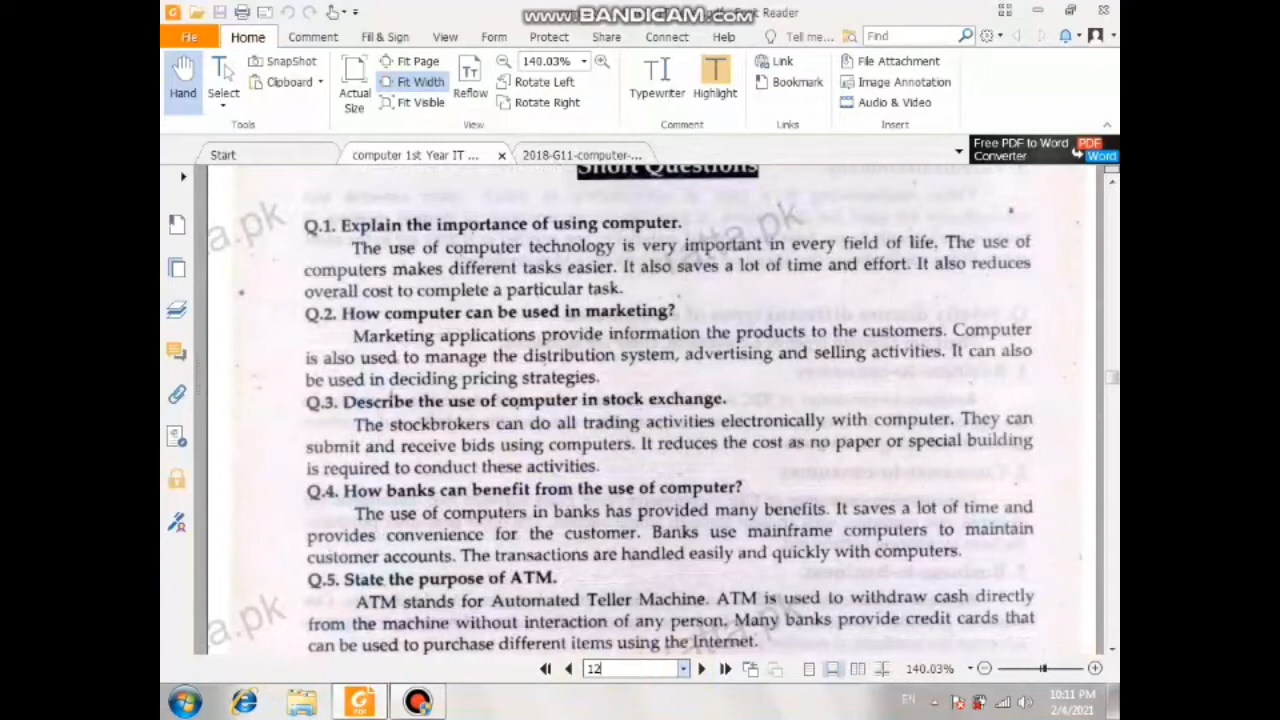 www.BANDICAM.com
Reader
File Home Comment Fill & Sign View Form Protect Share Connect Help Tell me... Find
Hand
Select
SnapShot
Clipboard
Tools
Actual Size
Fit Page
Fit Width
Fit Visible
Reflow
140.03%
Rotate Left
Rotate Right
View
Typewriter
Highlight
Comment
Link
Bookmark
Links
File Attachment
Image Annotation
Audio & Video
Insert
Start
computer 1st Year IT ...
2018-G11-computer-...
Free PDF to Word
Converter
PDF
Word
Short Questions
Q.1. Explain the importance of using computer.
The use of computer technology is very important in every field of life. The use of
computers makes different tasks easier. It also saves a lot of time and effort. It also reduces
overall cost to complete a particular task.
Q.2. How computer can be used in marketing?
Marketing applications provide information the products to the customers. Computer
is also used to manage the distribution system, advertising and selling activities. It can also
be used in deciding pricing strategies.
Q.3. Describe the use of computer in stock exchange.
The stockbrokers can do all trading activities electronically with computer. They can
submit and receive bids using computers. It reduces the cost as no paper or special building
is required to conduct these activities.
Q.4. How banks can benefit from the use of computer?
The use of computers in banks has provided many benefits. It saves a lot of time and
provides convenience for the customer. Banks use mainframe computers to maintain
customer accounts. The transactions are handled easily and quickly with computers.
Q.5. State the purpose of ATM.
ATM stands for Automated Teller Machine. ATM is used to withdraw cash directly
from the machine without interaction of any person. Many banks provide credit cards that
can be used to purchase different items using the Internet.
12
140.03%
EN
10:11 PM
2/4/2021